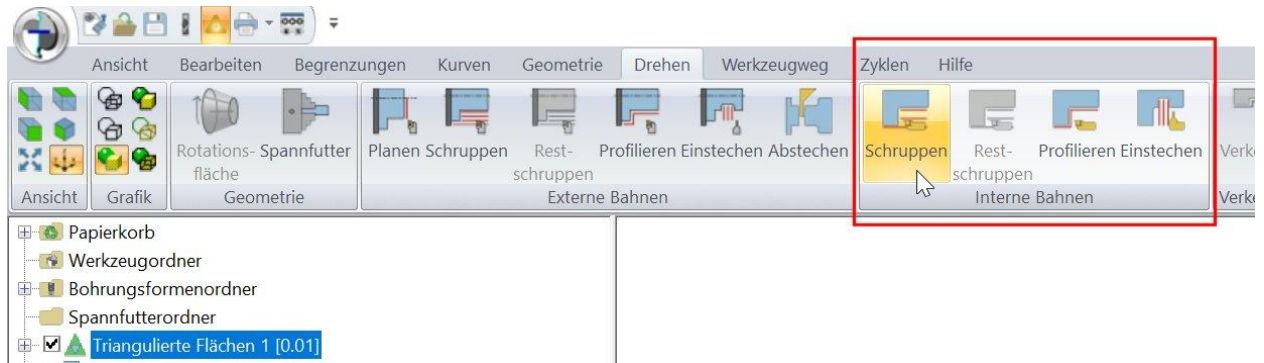 Ansicht Bearbeiten Begrenzungen Kurven Geometrie Drehen Werkzeugweg Zyklen Hilfe
Rotations- Spannfutter Planen Schruppen Rest- Profilieren Einstechen Abstechen Schruppen Rest- Profilieren Einstechen
fläche schruppen schruppen
Ansicht Grafik Geometrie Externe Bahnen Interne Bahnen
Papierkorb
Werkzeugordner
Bohrungsformenordner
Spannfutterordner
Triangulierte Flächen 1 [0.01]